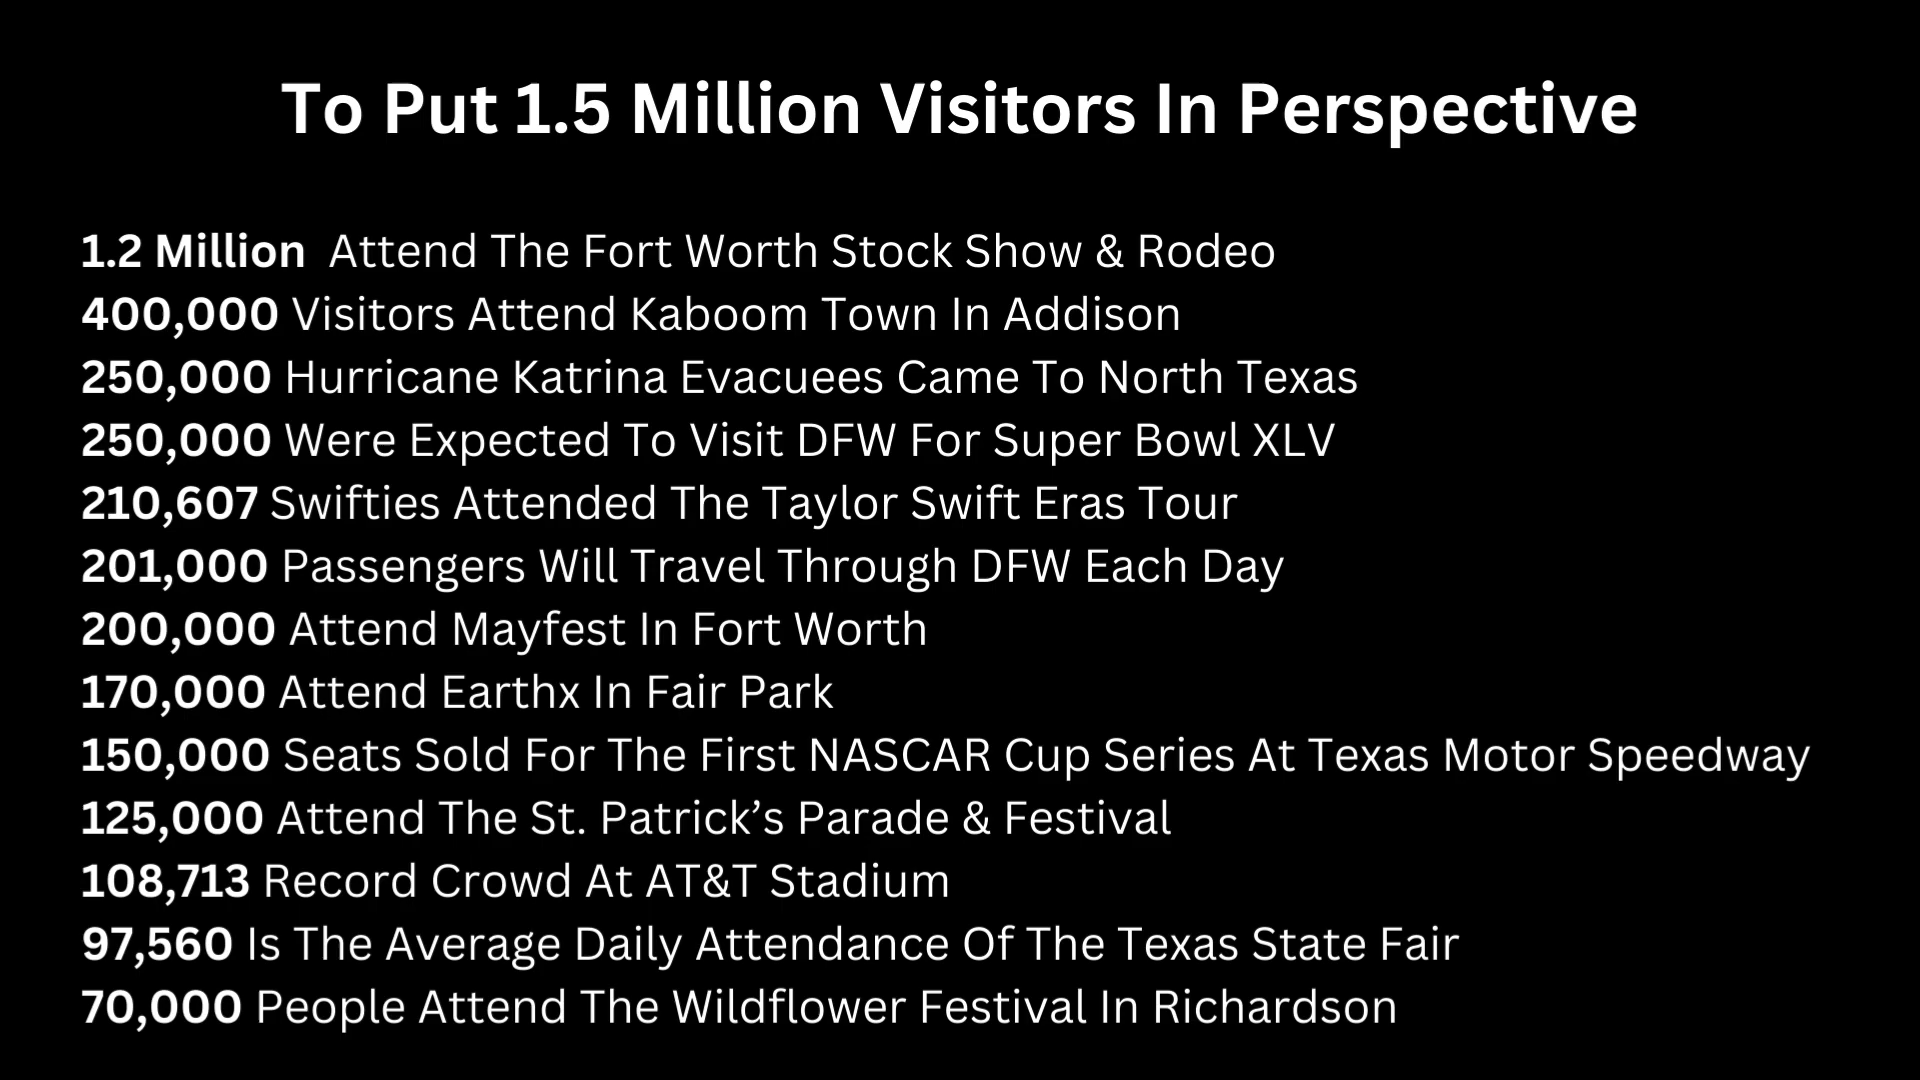 To Put 1.5 Million Visitors In Perspective
1.2 Million Attend The Fort Worth Stock Show & Rodeo
400,000 Visitors Attend Kaboom Town In Addison
250,000 Hurricane Katrina Evacuees Came To North Texas
250,000 Were Expected To Visit DFW For Super Bowl XLV
210,607 Swifties Attended The Taylor Swift Eras Tour
201,000 Passengers Will Travel Through DFW Each Day
200,000 Attend Mayfest In Fort Worth
170,000 Attend Earthx In Fair Park
150,000 Seats Sold For The First NASCAR Cup Series At Texas Motor Speedway
125,000 Attend The St. Patrick’s Parade & Festival
108,713 Record Crowd At AT&T Stadium
97,560 Is The Average Daily Attendance Of The Texas State Fair
70,000 People Attend The Wildflower Festival In Richardson